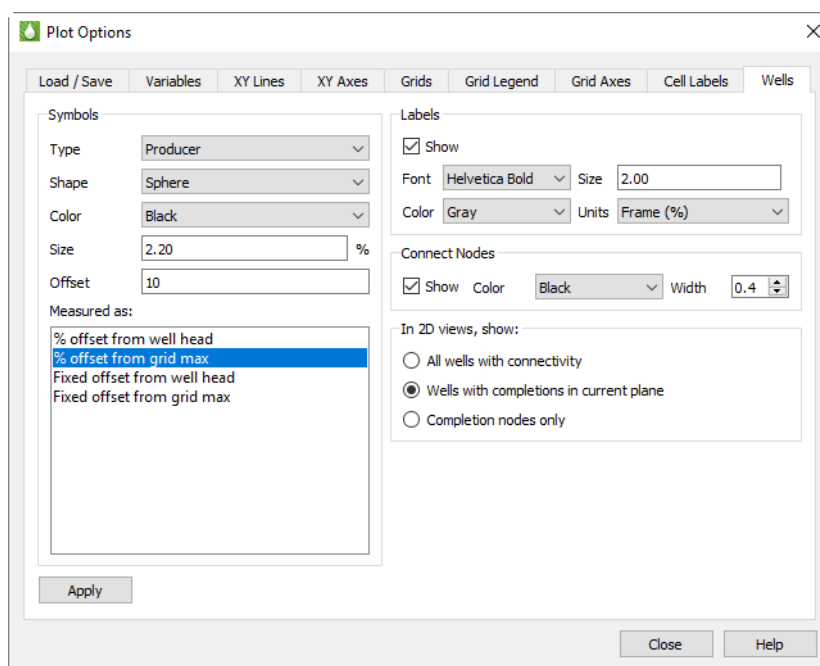 Plot Options
Load / Save Variables XY Lines XY Axes Grids Grid Legend Grid Axes Cell Labels Wells
Symbols
Type Producer
Shape Sphere
Color Black
Size 2.20 %
Offset 10
Measured as:
% offset from well head
% offset from grid max
Fixed offset from well head
Fixed offset from grid max
Apply
Labels
Show
Font Helvetica Bold Size 2.00
Color Gray Units Frame (%)
Connect Nodes
Show Color Black Width 0.4
In 2D views, show:
All wells with connectivity
Wells with completions in current plane
Completion nodes only
Close Help